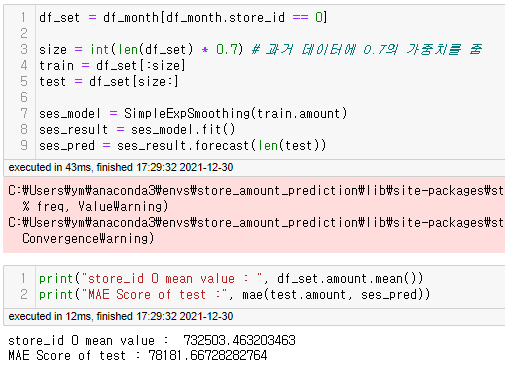 1 df_set = df_month[df_month.store_id == 0]
2
3 size = int(len(df_set) * 0.7) # 과거 데이터에 0.7의 가중치를 줌
4 train = df_set[:size]
5 test = df_set[size:]
6
7 ses_model = SimpleExpSmoothing(train.amount)
8 ses_result = ses_model.fit()
9 ses_pred = ses_result.forecast(len(test))
executed in 43ms, finished 17:29:32 2021-12-30
C:₩Users₩ym₩anaconda3₩envs₩store_amount_prediction₩lib₩site-packages₩st
% freq, ValueWarning)
C:₩Users₩ym₩anaconda3₩envs₩store_amount_prediction₩lib₩site-packages₩st
ConvergenceWarning)
1 print("store_id 0 mean value : ", df_set.amount.mean())
2 print("MAE Score of test :", mae(test.amount, ses_pred))
executed in 12ms, finished 17:29:32 2021-12-30
store_id 0 mean value :  732503.463203463
MAE Score of test : 78181.66728282764